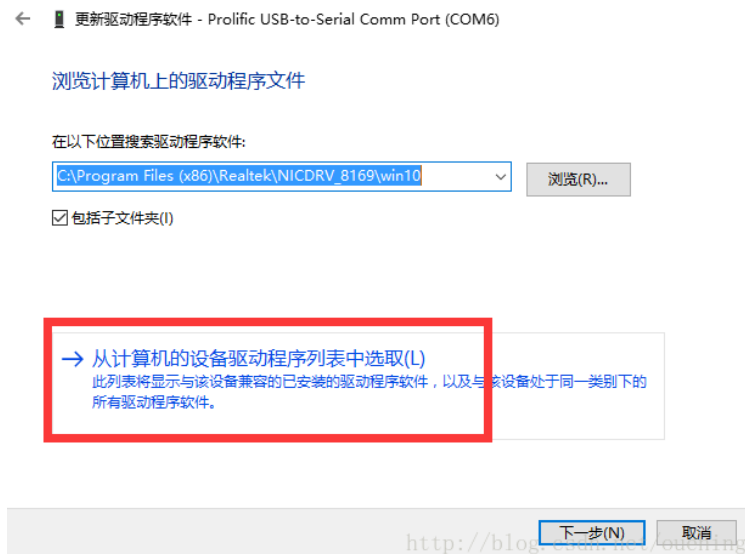 更新驱动程序软件 - Prolific USB-to-Serial Comm Port (COM6)
浏览计算机上的驱动程序文件
在以下位置搜索驱动程序软件:
C:\Program Files (x86)\Realtek\NICDRV_8169\win10
浏览(R)...
包括子文件夹(I)
从计算机的设备驱动程序列表中选取(L)
此列表将显示与该设备兼容的已安装的驱动程序软件，以及与该设备处于同一类别下的
所有驱动程序软件。
下一步(N)
取消
http://blog.csdn.net/ouening